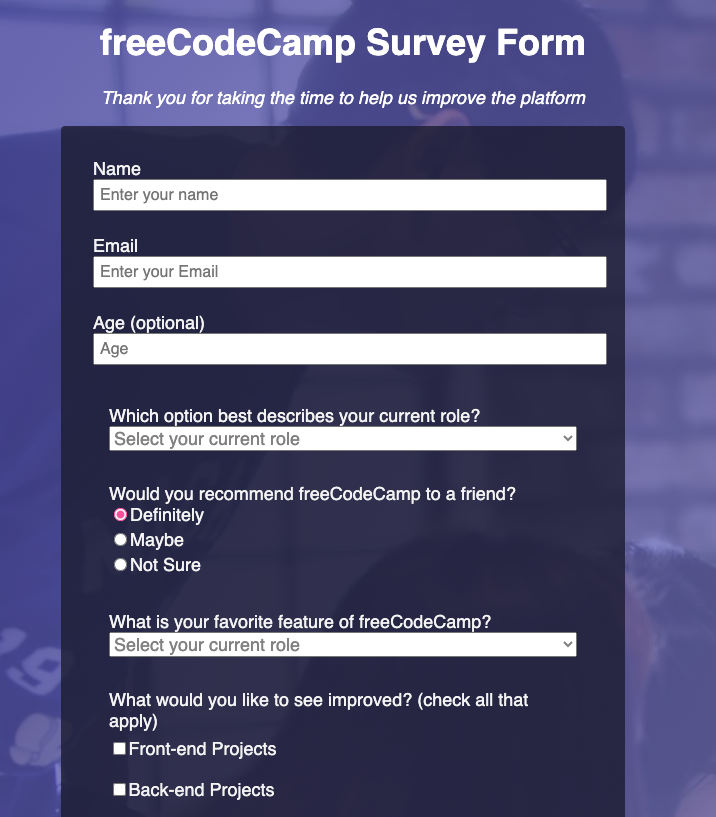 freeCodeCamp Survey Form
Thank you for taking the time to help us improve the platform
Name
Enter your name
Email
Enter your Email
Age (optional)
Age
Which option best describes your current role?
Select your current role
Would you recommend freeCodeCamp to a friend?
Definitely
Maybe
Not Sure
What is your favorite feature of freeCodeCamp?
Select your current role
What would you like to see improved? (check all that
apply)
Front-end Projects
Back-end Projects
19